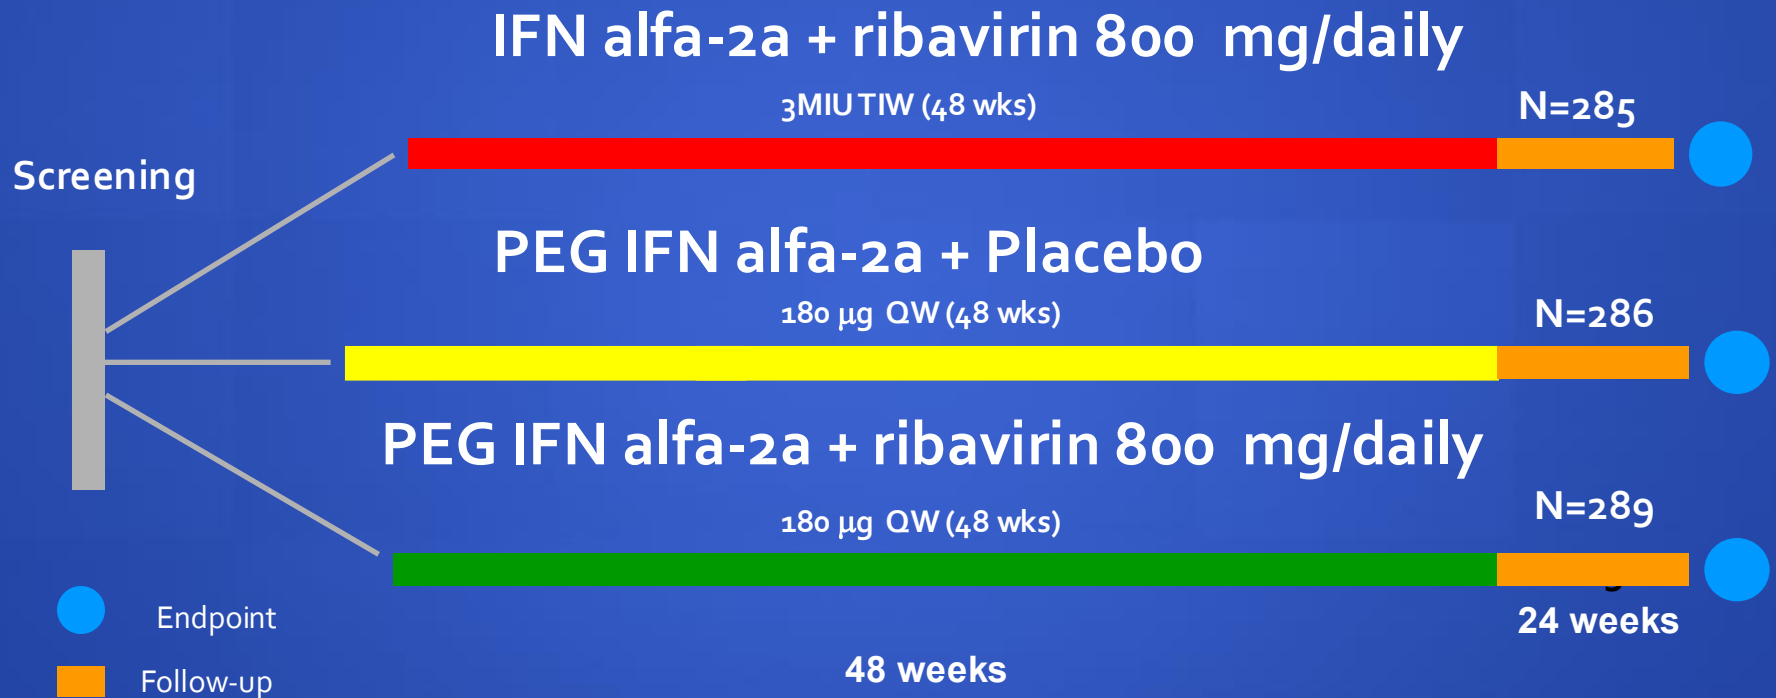 IFN alfa-2a + ribavirin 800 mg/daily
3MIU TIW (48 wks)
N=285
Screening
PEG IFN alfa-2a + Placebo
180 µg QW (48 wks)
N=286
PEG IFN alfa-2a + ribavirin 800 mg/daily
180 µg QW (48 wks)
N=289
Endpoint
24 weeks
48 weeks
Follow-up